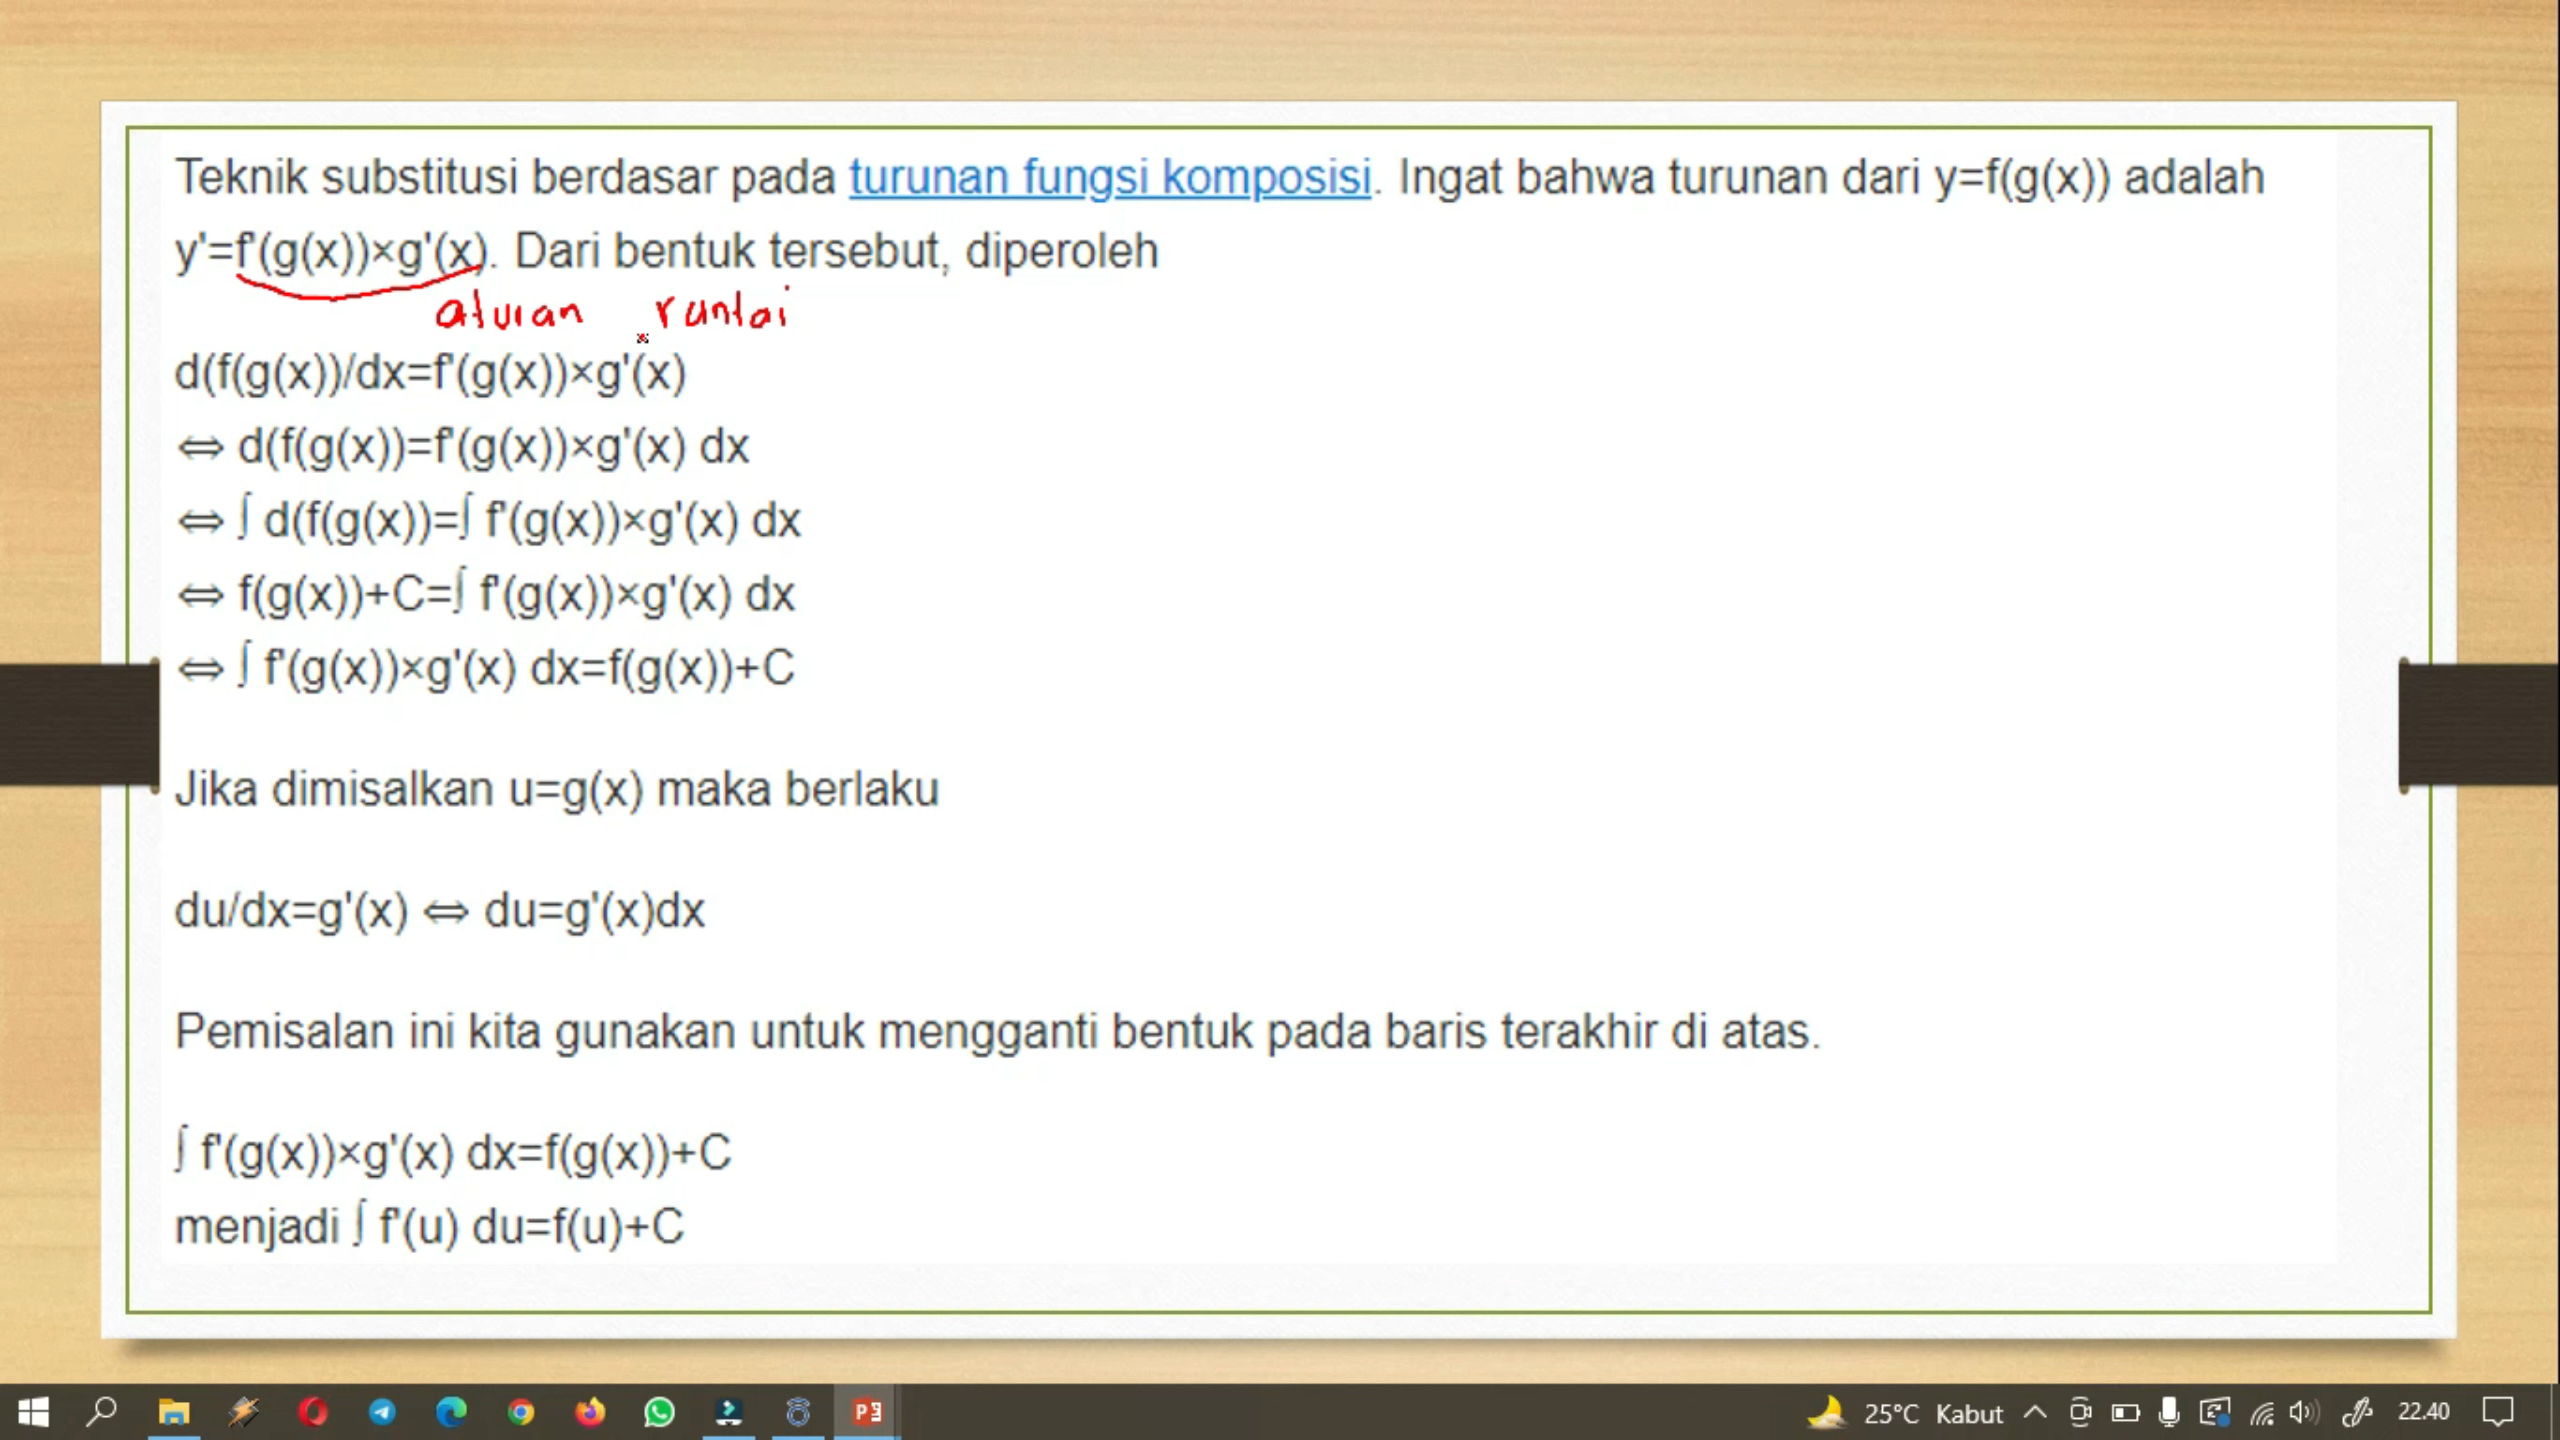 Teknik substitusi berdasar pada turunan fungsi komposisi. Ingat bahwa turunan dari y=f(g(x)) adalah
y'=f'(g(x))×g'(x). Dari bentuk tersebut, diperoleh
aturan runtai
d(f(g(x))/dx=f'(g(x))×g'(x)
⇔ d(f(g(x))=f'(g(x))×g'(x) dx
⇔ ∫ d(f(g(x))=∫ f'(g(x))×g'(x) dx
⇔ f(g(x))+C=∫ f'(g(x))×g'(x) dx
⇔ ∫ f'(g(x))×g'(x) dx=f(g(x))+C
Jika dimisalkan u=g(x) maka berlaku
du/dx=g'(x) ⇔ du=g'(x)dx
Pemisalan ini kita gunakan untuk mengganti bentuk pada baris terakhir di atas.
∫ f'(g(x))×g'(x) dx=f(g(x))+C
menjadi ∫ f'(u) du=f(u)+C
25°C Kabut 22.40